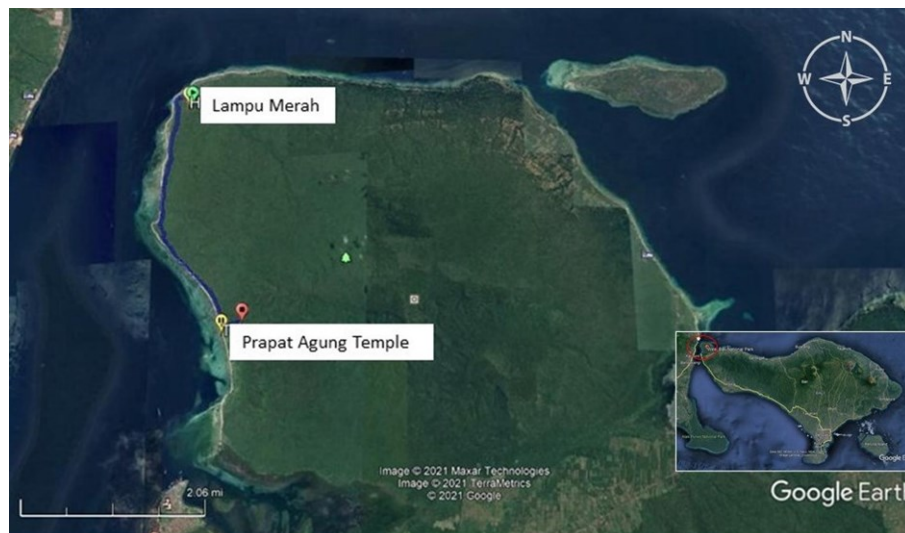 N
W E
S
Lampu Merah
Prapat Agung Temple
Image © 2021 Maxar Technologies
Image © 2021 TerraMetrics
© 2021 Google
2.06 mi
Google Earth